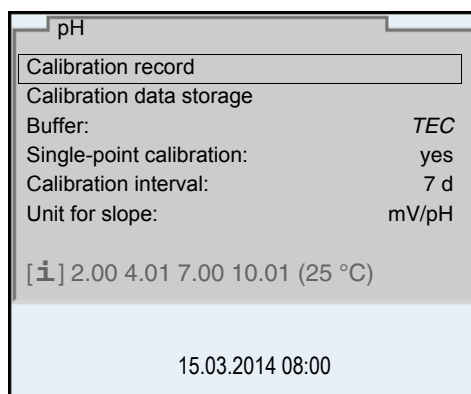 pH
Calibration record
Calibration data storage
Buffer: TEC
Single-point calibration: yes
Calibration interval: 7 d
Unit for slope: mV/pH
[i] 2.00 4.01 7.00 10.01 (25 °C)
15.03.2014 08:00